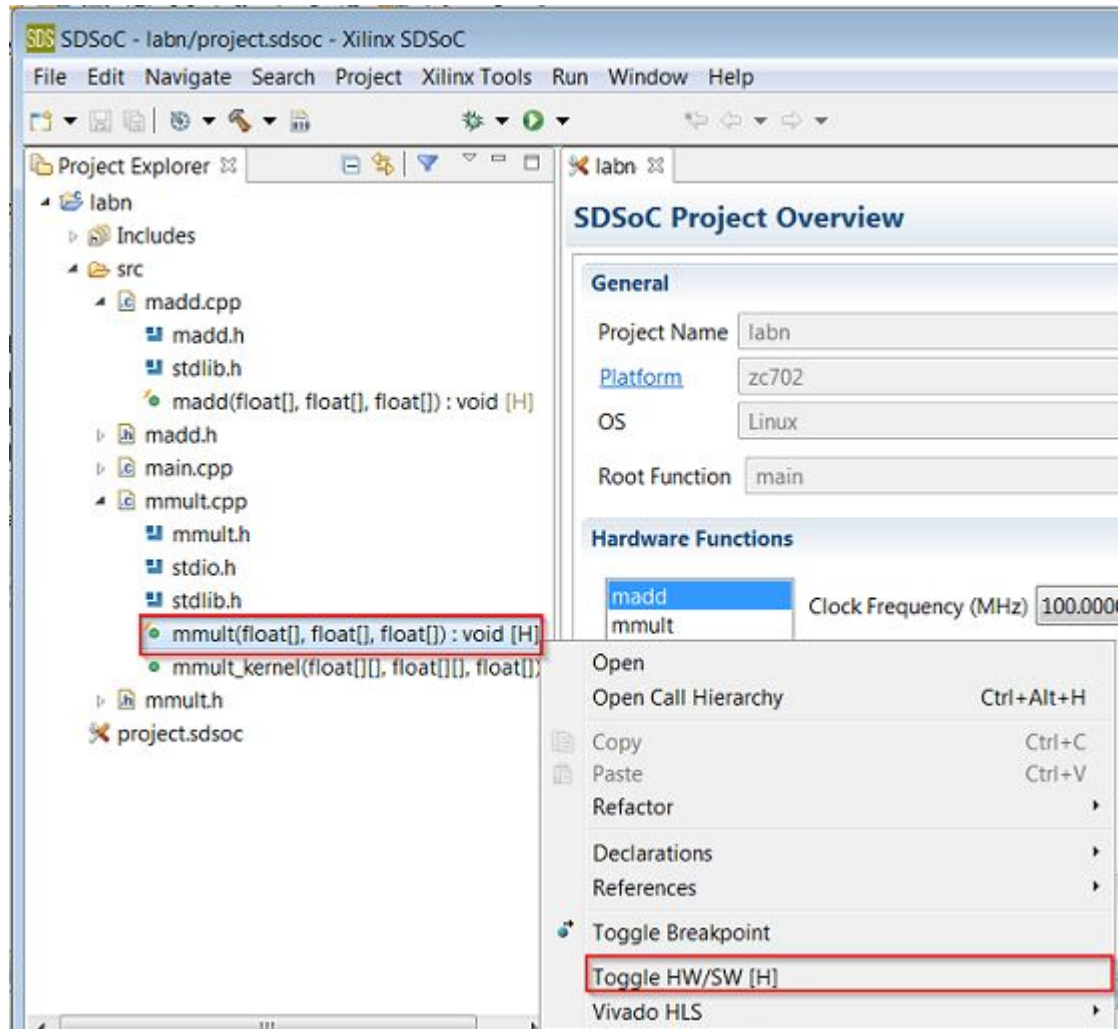 SDS SDSoC - labn/project.sdsoc - Xilinx SDSoC
File Edit Navigate Search Project Xilinx Tools Run Window Help
Project Explorer
labn
Includes
src
madd.cpp
madd.h
stdlib.h
madd(float[], float[], float[]) : void [H]
madd.h
main.cpp
mmult.cpp
mmult.h
stdio.h
stdlib.h
mmult(float[], float[], float[]) : void [H]
mmult_kernel(float[][], float[][], float[])
mmult.h
project.sdsoc
labn
SDSoC Project Overview
General
Project Name labn
Platform zc702
OS Linux
Root Function main
Hardware Functions
madd
mmult
Clock Frequency (MHz) 100.000
Open
Open Call Hierarchy Ctrl+Alt+H
Copy Ctrl+C
Paste Ctrl+V
Refactor
Declarations
References
Toggle Breakpoint
Toggle HW/SW [H]
Vivado HLS